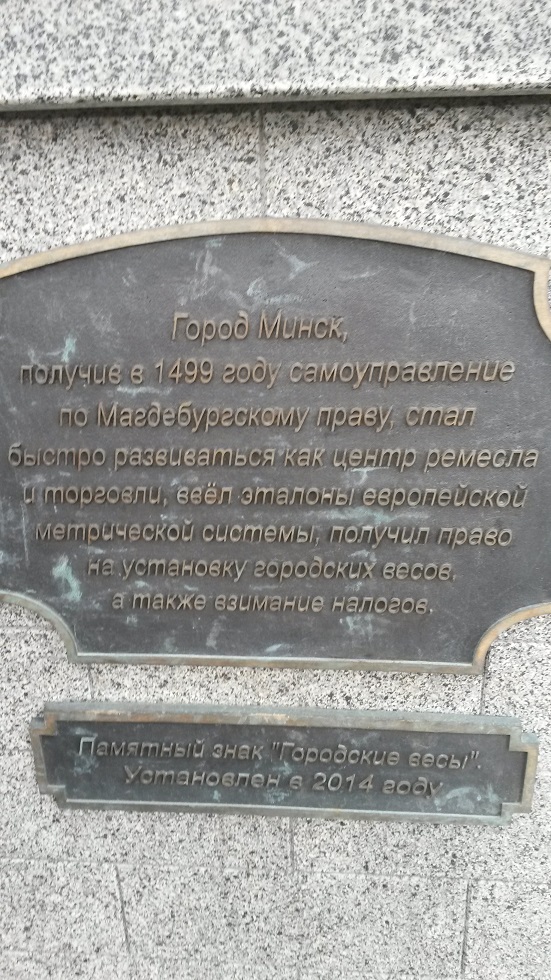 Город Минск,
получив в 1499 году самоуправление
по Магдебургскому праву, стал
быстро развиваться как центр ремесла
и торговли, ввёл эталоны европейской
метрической системы, получил право
на установку городских весов,
а также взимание налогов.
Памятный знак "Городские весы".
Установлен в 2014 году